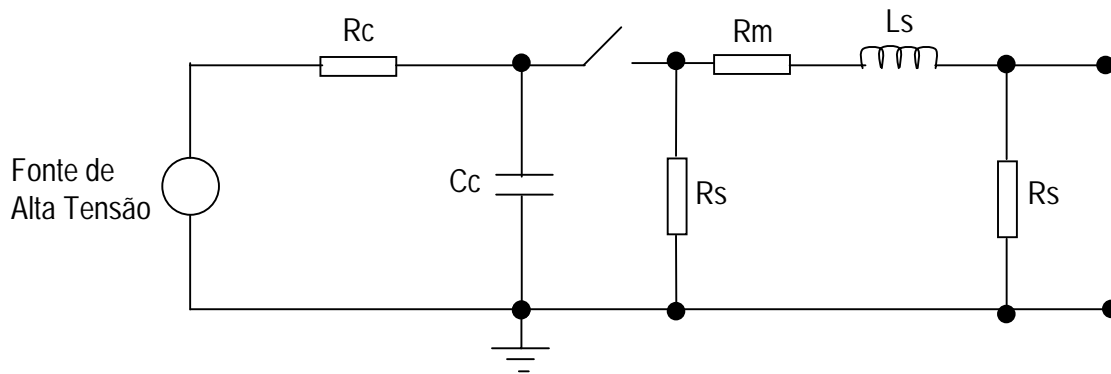 Rc
Rm
Ls
Fonte de
Alta Tensão
Cc
Rs
Rs